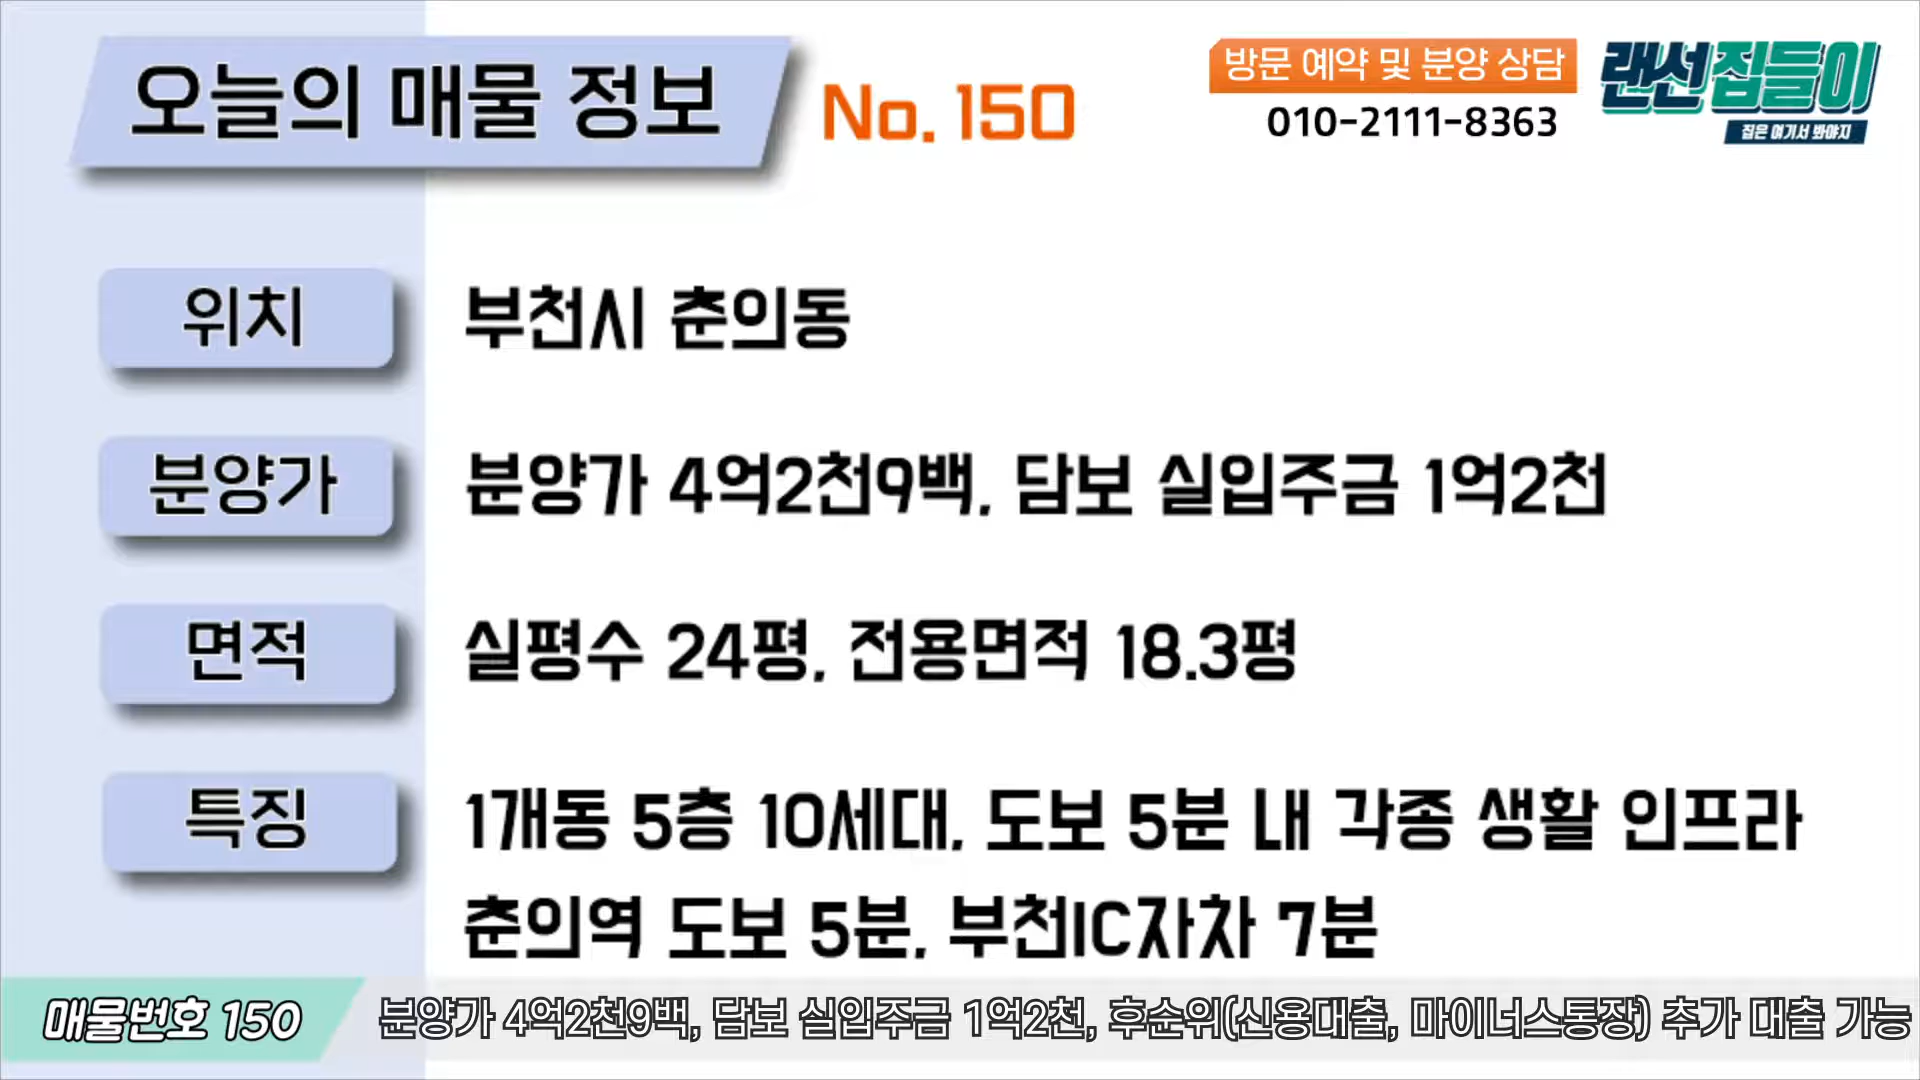 오늘의 매물 정보
No. 150
방문 예약 및 분양 상담
010-2111-8363
랜선집들이
집은 여기서 봐야지
위치
부천시 춘의동
분양가
분양가 4억2천9백, 담보 실입주금 1억2천
면적
실평수 24평, 전용면적 18.3평
특징
1개동 5층 10세대, 도보 5분 내 각종 생활 인프라
춘의역 도보 5분, 부천IC자차 7분
매물번호 150
분양가 4억2천9백, 담보 실입주금 1억2천, 후순위(신용대출, 마이너스통장) 추가 대출 가능